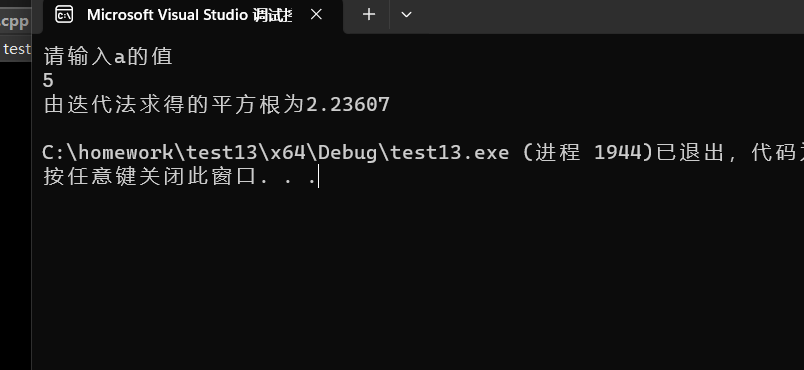 .cpp
test
Microsoft Visual Studio 调试
请输入a的值
5
由迭代法求得的平方根为2.23607
C:\homework\test13\x64\Debug\test13.exe (进程 1944)已退出，代码
按任意键关闭此窗口. . .